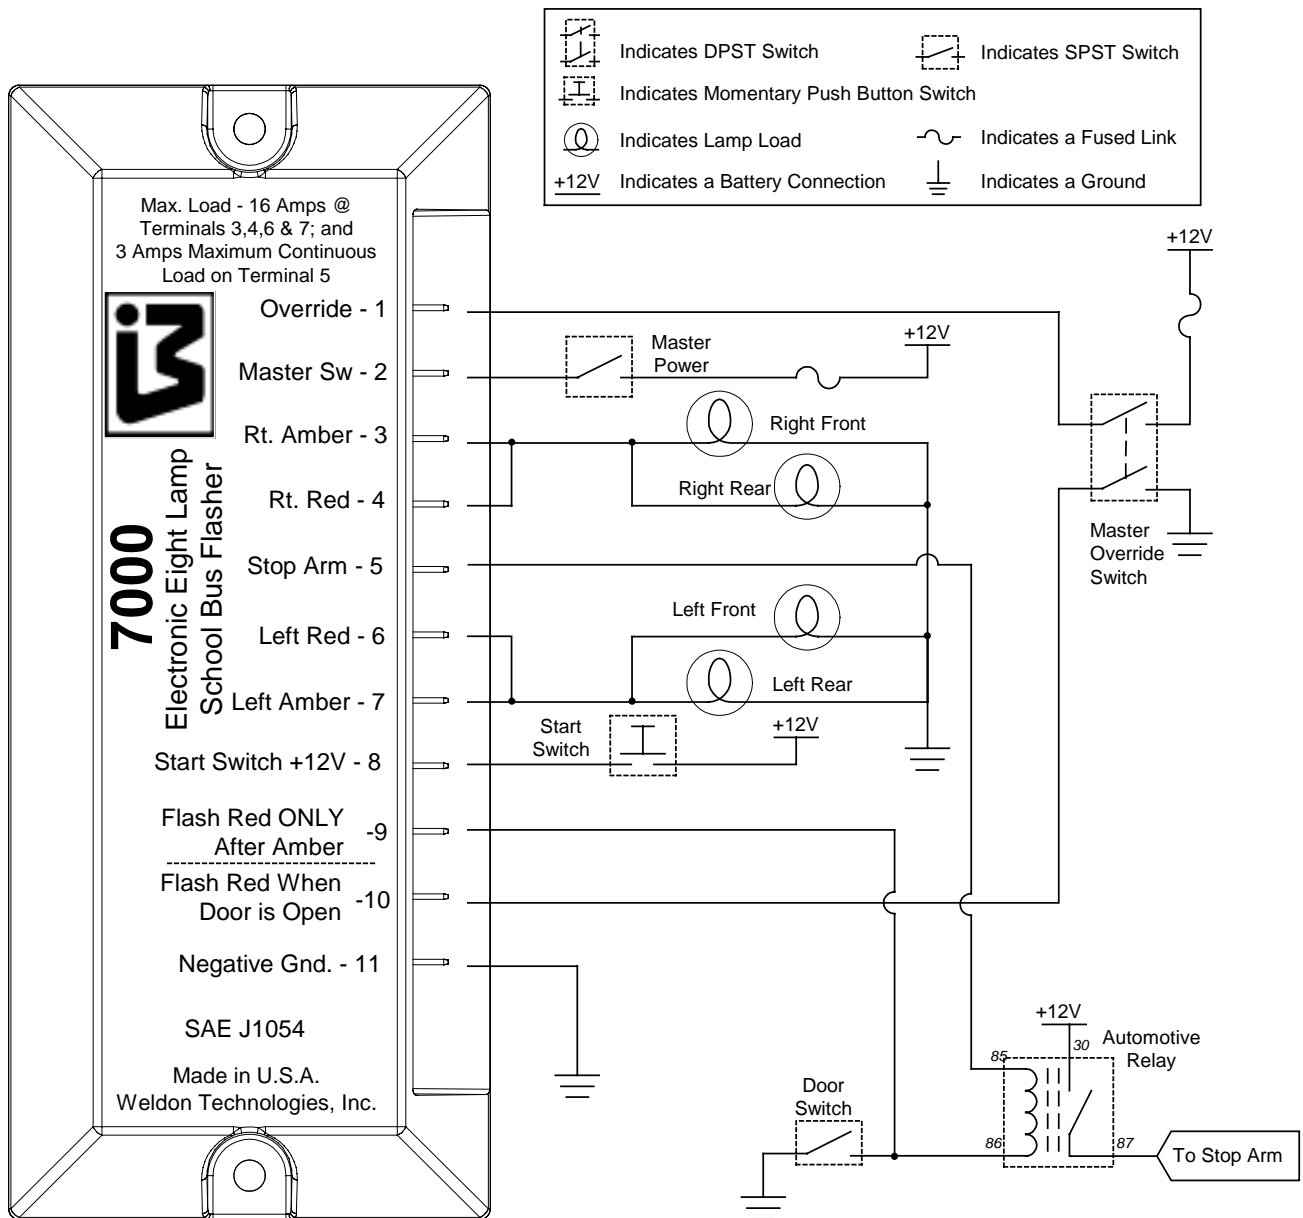 Indicates DPST Switch
Indicates SPST Switch
Indicates Momentary Push Button Switch
Indicates Lamp Load
Indicates a Fused Link
+12V Indicates a Battery Connection
Indicates a Ground
Max. Load - 16 Amps @
Terminals 3,4,6 & 7; and
3 Amps Maximum Continuous
Load on Terminal 5
i3
7000
Electronic Eight Lamp
School Bus Flasher
Override - 1
Master Sw - 2
Rt. Amber - 3
Rt. Red - 4
Stop Arm - 5
Left Red - 6
Left Amber - 7
Start Switch +12V - 8
Flash Red ONLY
After Amber
-9
Flash Red When
Door is Open
-10
Negative Gnd. - 11
SAE J1054
Made in U.S.A.
Weldon Technologies, Inc.
+12V
Master
Power
+12V
Right Front
Right Rear
Master
Override
Switch
Left Front
Left Rear
Start
Switch
+12V
+12V
30
Automotive
Relay
85
Door
Switch
86
87
To Stop Arm